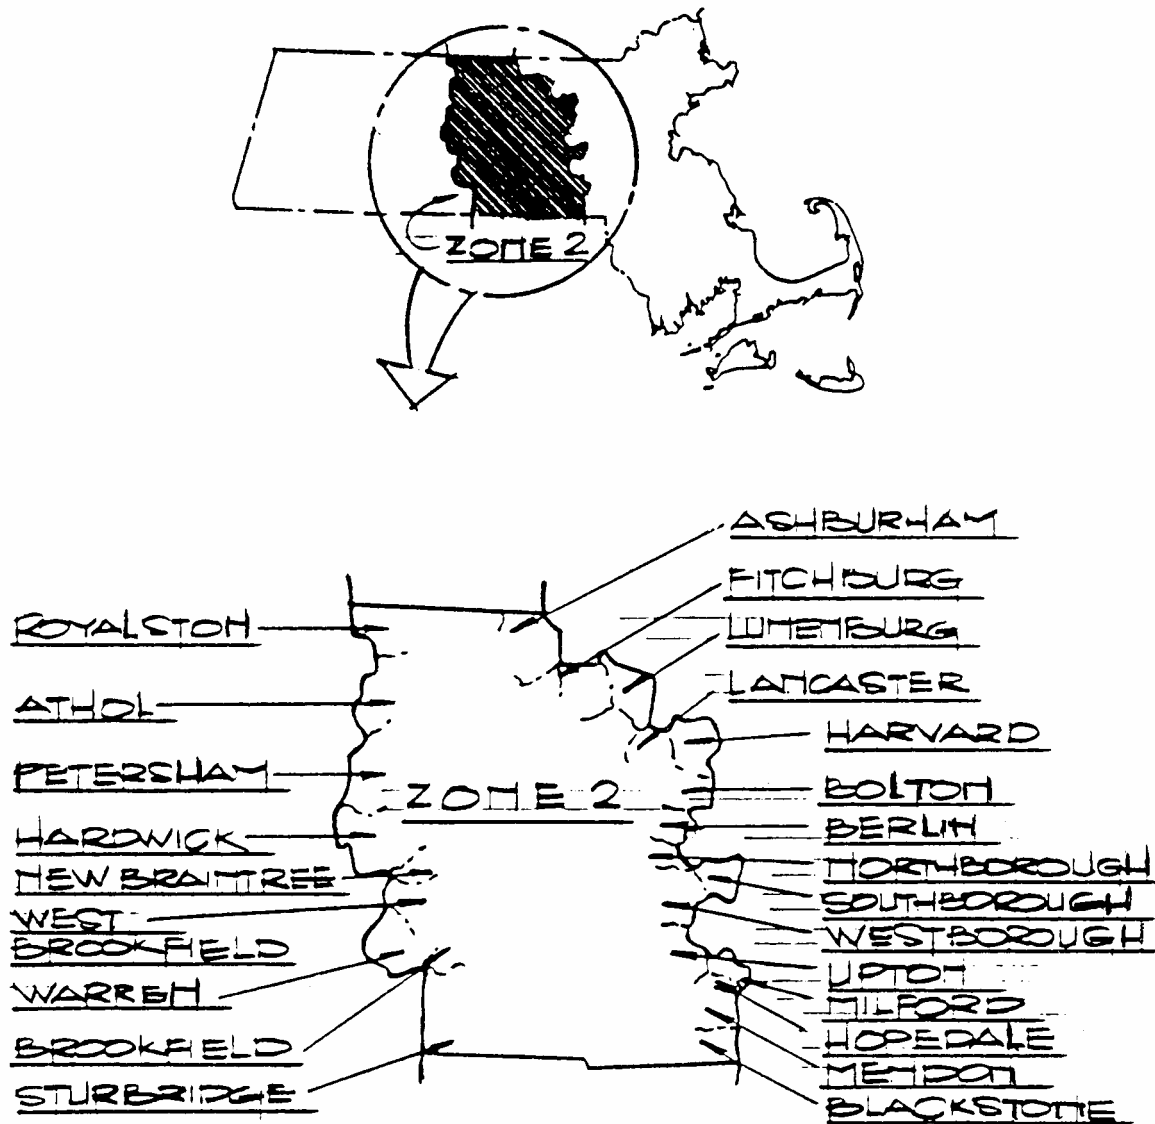 ZONE 2
ASHBURNHAM
FITCHBURG
LUNENBURG
LANCASTER
HARVARD
BOLTON
BERLIN
NORTHBOROUGH
SOUTHBOROUGH
WESTBOROUGH
UPTON
MILFORD
HOPEDALE
MENDON
BLACKSTONE
ROYALSTON
ATHOL
PETERSHAM
HARDWICK
NEW BRAINTREE
WEST
BROOKFIELD
WARREN
BROOKFIELD
STURBRIDGE
ZONE 2